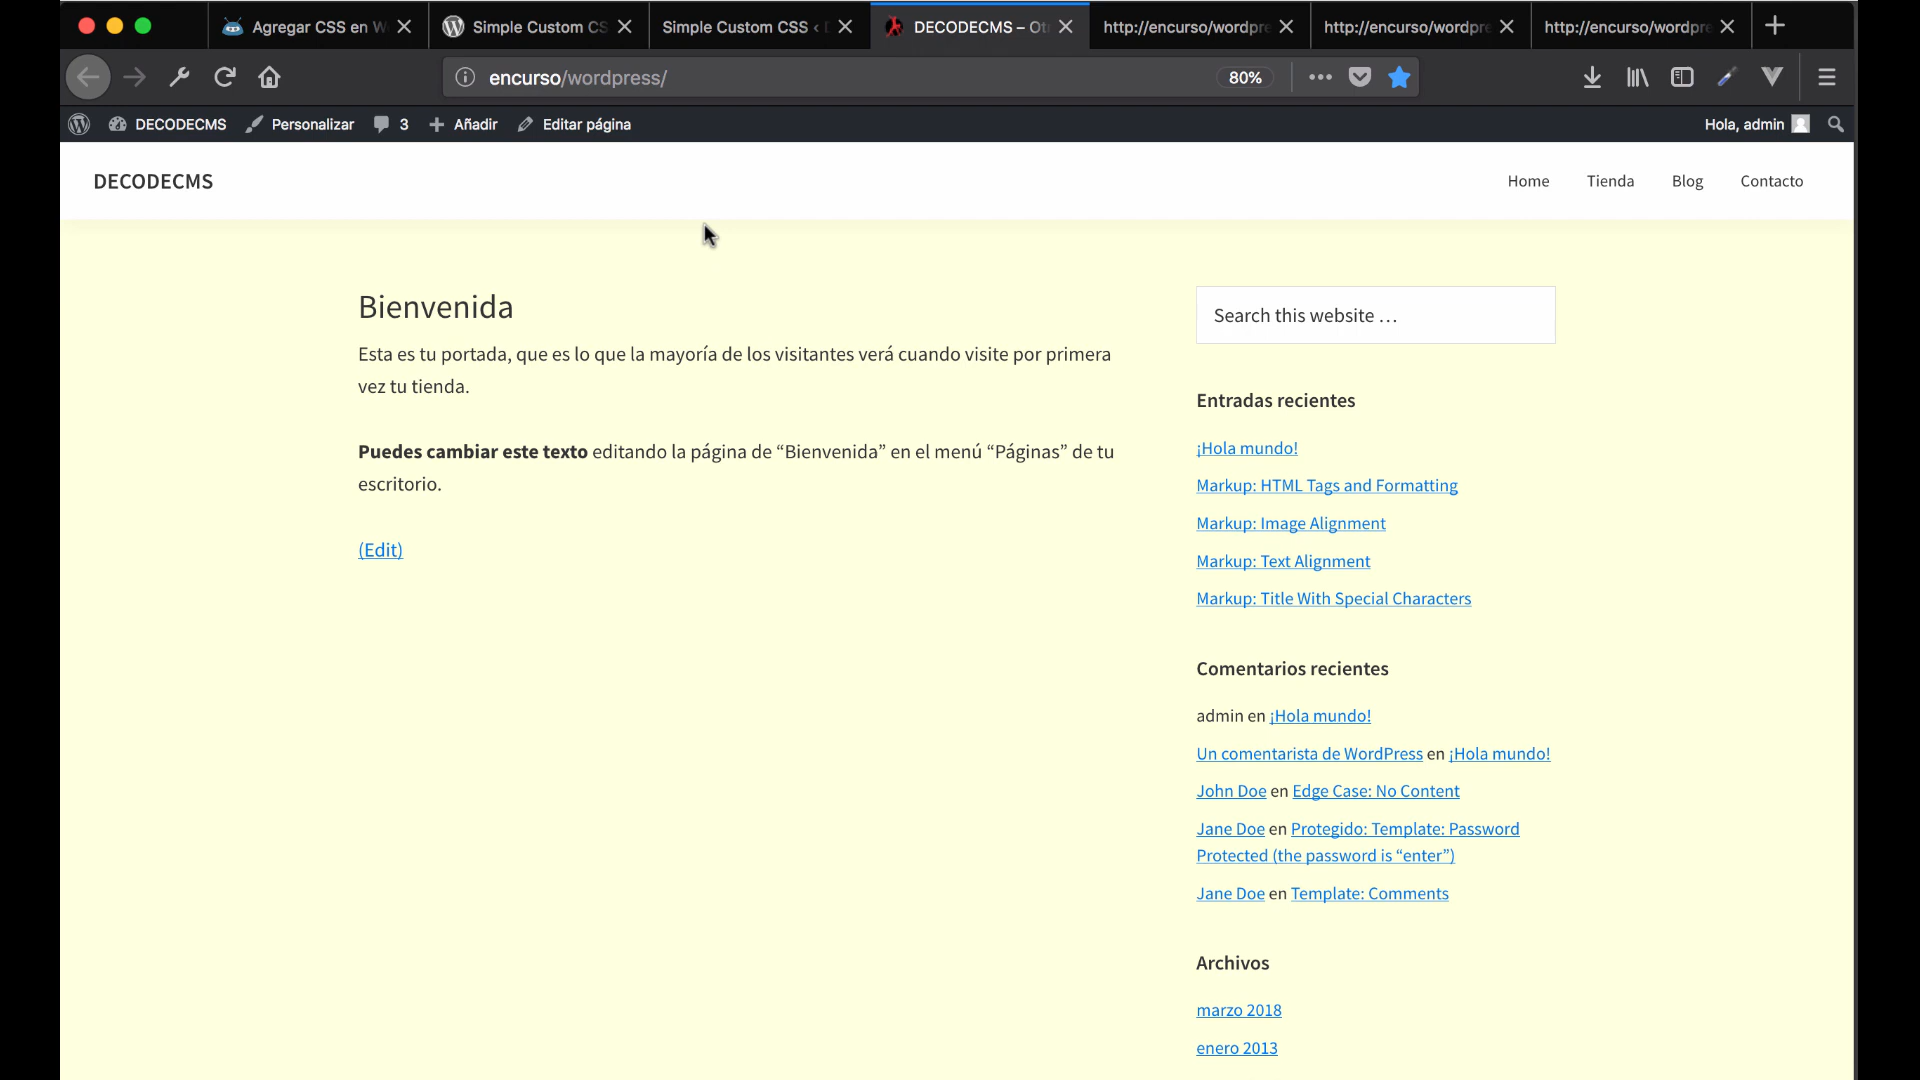 Agregar CSS en W
Simple Custom CS
Simple Custom CSS ‹
DECODECMS – Ot
http://encurso/wordpre
http://encurso/wordpre
http://encurso/wordpre
encurso/wordpress/
80%
DECODECMS
Personalizar
3
Añadir
Editar página
Hola, admin
DECODECMS
Home
Tienda
Blog
Contacto
Bienvenida
Esta es tu portada, que es lo que la mayoría de los visitantes verá cuando visite por primera
vez tu tienda.
Puedes cambiar este texto editando la página de “Bienvenida” en el menú “Páginas” de tu
escritorio.
(Edit)
Search this website …
Entradas recientes
¡Hola mundo!
Markup: HTML Tags and Formatting
Markup: Image Alignment
Markup: Text Alignment
Markup: Title With Special Characters
Comentarios recientes
admin en ¡Hola mundo!
Un comentarista de WordPress en ¡Hola mundo!
John Doe en Edge Case: No Content
Jane Doe en Protegido: Template: Password
Protected (the password is “enter”)
Jane Doe en Template: Comments
Archivos
marzo 2018
enero 2013